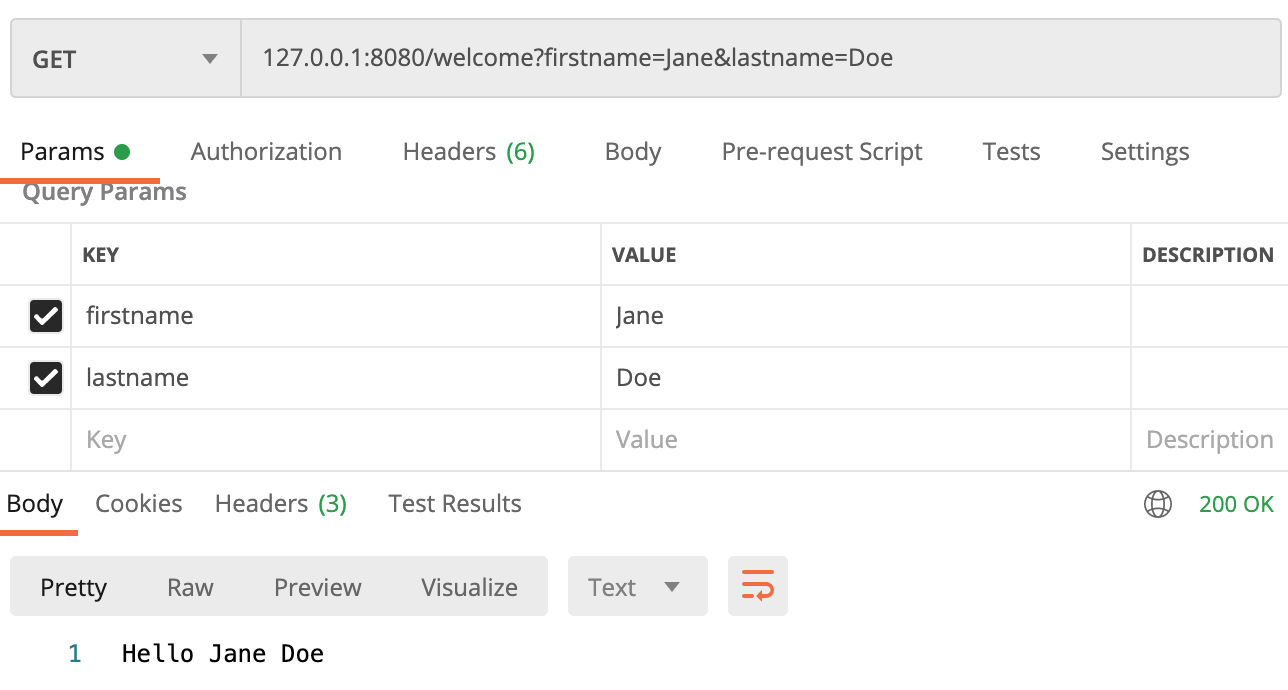 GET 127.0.0.1:8080/welcome?firstname=Jane&lastname=Doe
Params Authorization Headers (6) Body Pre-request Script Tests Settings
Query Params
KEY VALUE DESCRIPTION
firstname Jane
lastname Doe
Key Value Description
Body Cookies Headers (3) Test Results 200 OK
Pretty Raw Preview Visualize Text
1 Hello Jane Doe